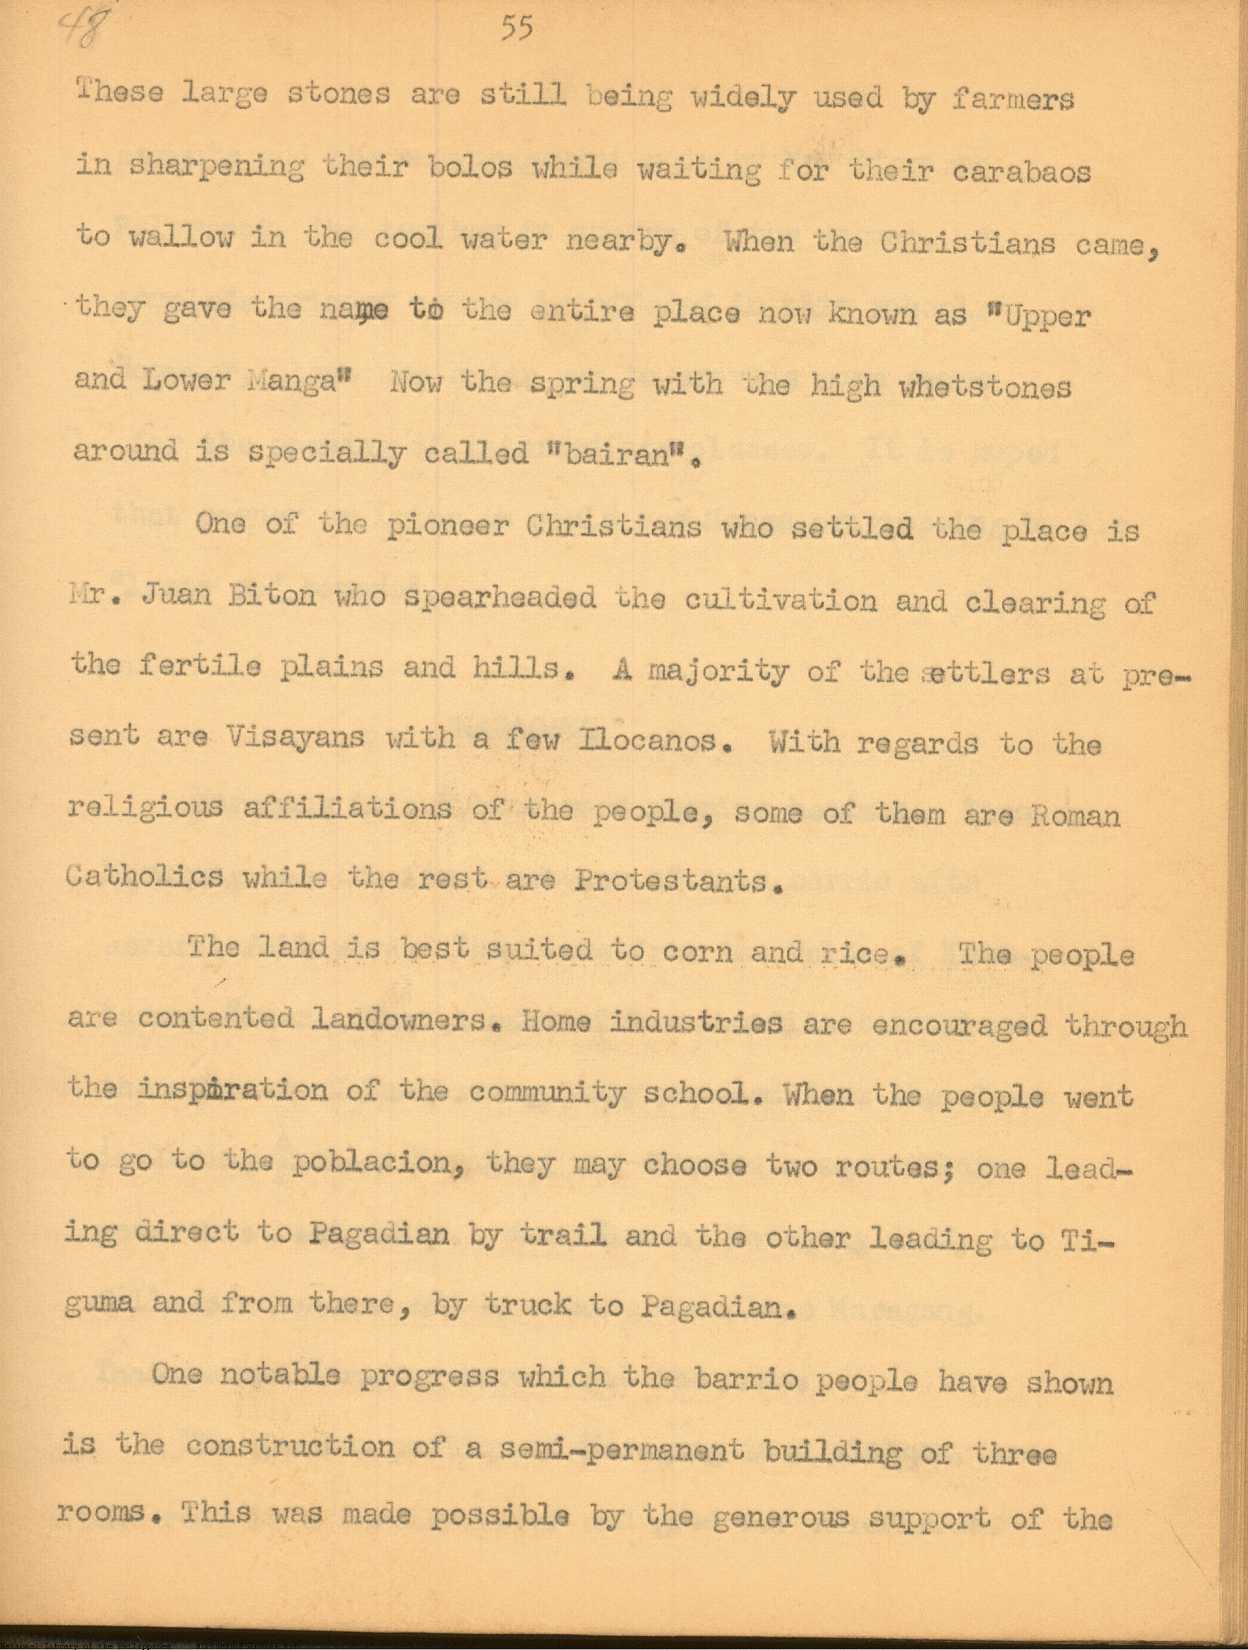 48
55
These large stones are still being widely used by farmers
in sharpening their bolos while waiting for their carabaos
to wallow in the cool water nearby. When the Christians came,
they gave the name to the entire place now known as "Upper
and Lower Manga" Now the spring with the high whetstones
around is specially called "bairan".
One of the pioneer Christians who settled the place is
Mr. Juan Biton who spearheaded the cultivation and clearing of
the fertile plains and hills. A majority of the settlers at pre-
sent are Visayans with a few Ilocanos. With regards to the
religious affiliations of the people, some of them are Roman
Catholics while the rest are Protestants.
The land is best suited to corn and rice. The people
are contented landowners. Home industries are encouraged through
the inspiration of the community school. When the people went
to go to the poblacion, they may choose two routes; one lead-
ing direct to Pagadian by trail and the other leading to Ti-
guma and from there, by truck to Pagadian.
One notable progress which the barrio people have shown
is the construction of a semi-permanent building of three
rooms. This was made possible by the generous support of the